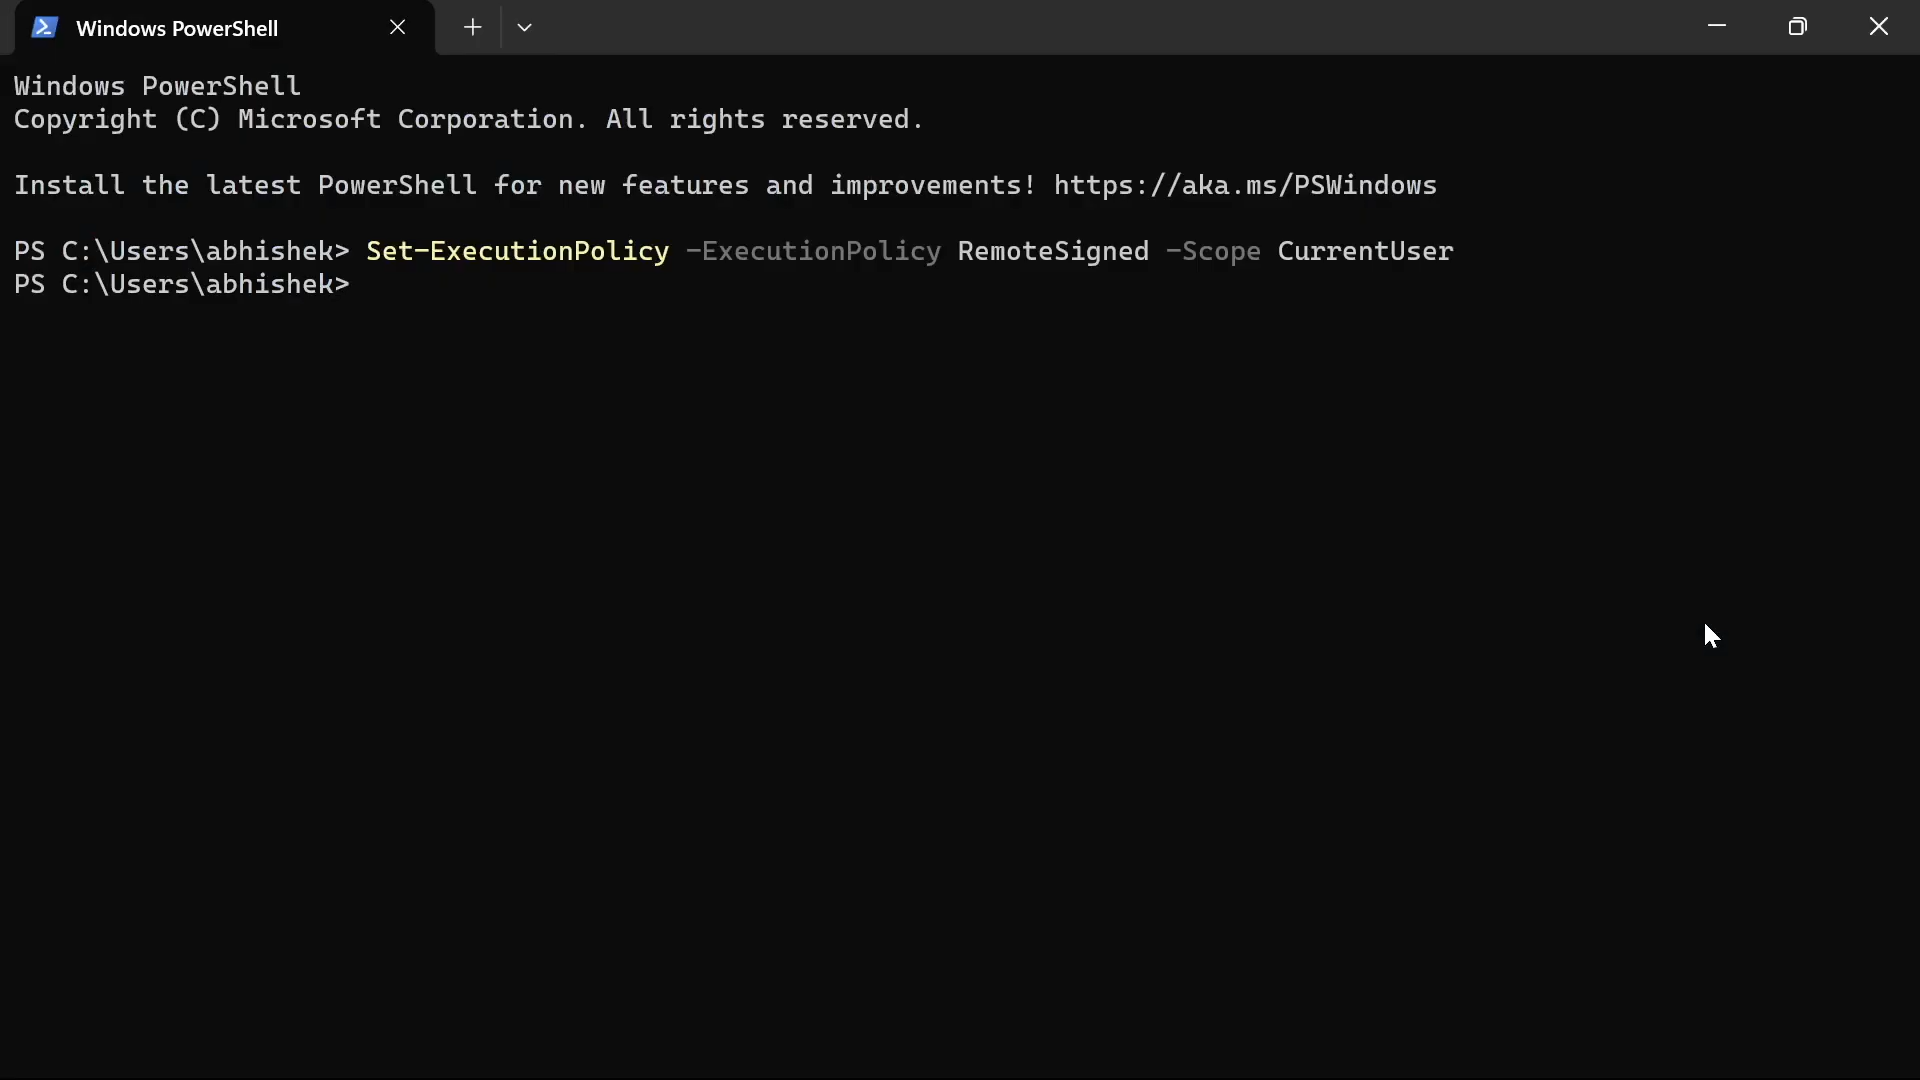 Windows PowerShell
Windows PowerShell
Copyright (C) Microsoft Corporation. All rights reserved.
Install the latest PowerShell for new features and improvements! https://aka.ms/PSWindows
PS C:\Users\abhishek> Set-ExecutionPolicy -ExecutionPolicy RemoteSigned -Scope CurrentUser
PS C:\Users\abhishek>